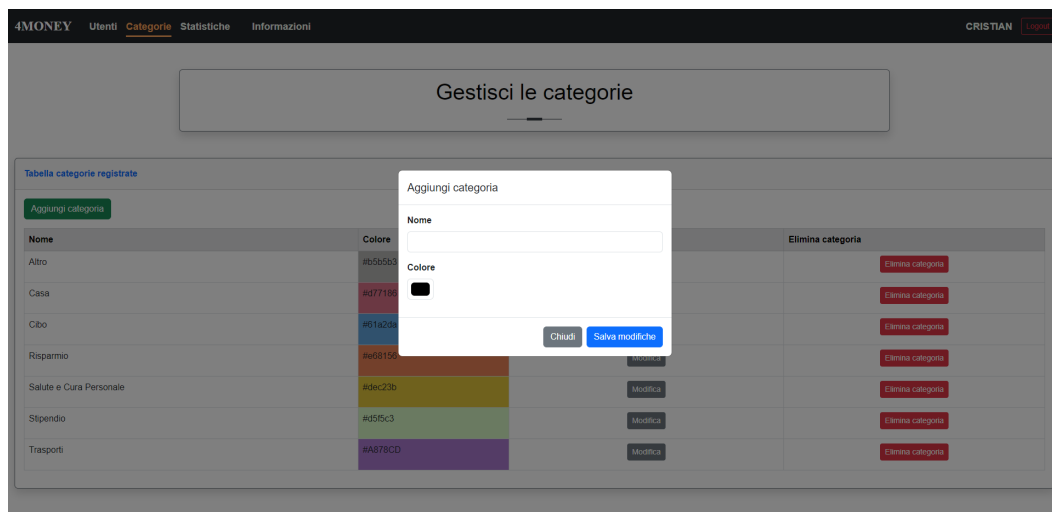 4MONEY Utenti Categorie Statistiche Informazioni CRISTIAN Logout
Gestisci le categorie
Tabella categorie registrate
Aggiungi categoria
Nome Colore Elimina categoria
Altro #b5b5b3 Elimina categoria
Casa #d77186 Elimina categoria
Cibo #61a2da Elimina categoria
Risparmio #e68156 Modifica Elimina categoria
Salute e Cura Personale #dec23b Modifica Elimina categoria
Stipendio #d5f5c3 Modifica Elimina categoria
Trasporti #A878CD Modifica Elimina categoria
Aggiungi categoria
Nome
Colore
Chiudi Salva modifiche